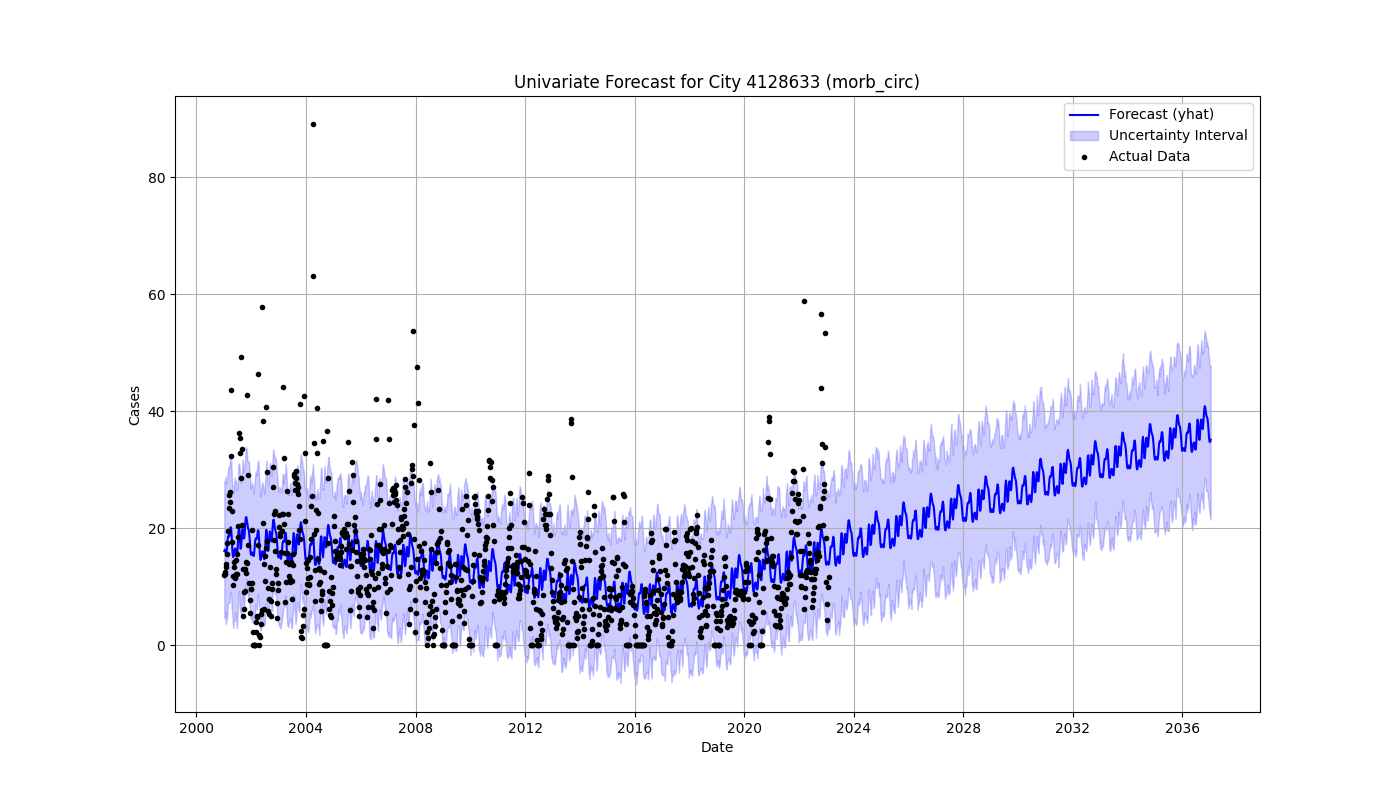 Univariate Forecast for City 4128633 (morb_circ)
Forecast (yhat)
Uncertainty Interval
Actual Data
Cases
80
60
40
20
0
2000 2004 2008 2012 2016 2020 2024 2028 2032 2036
Date